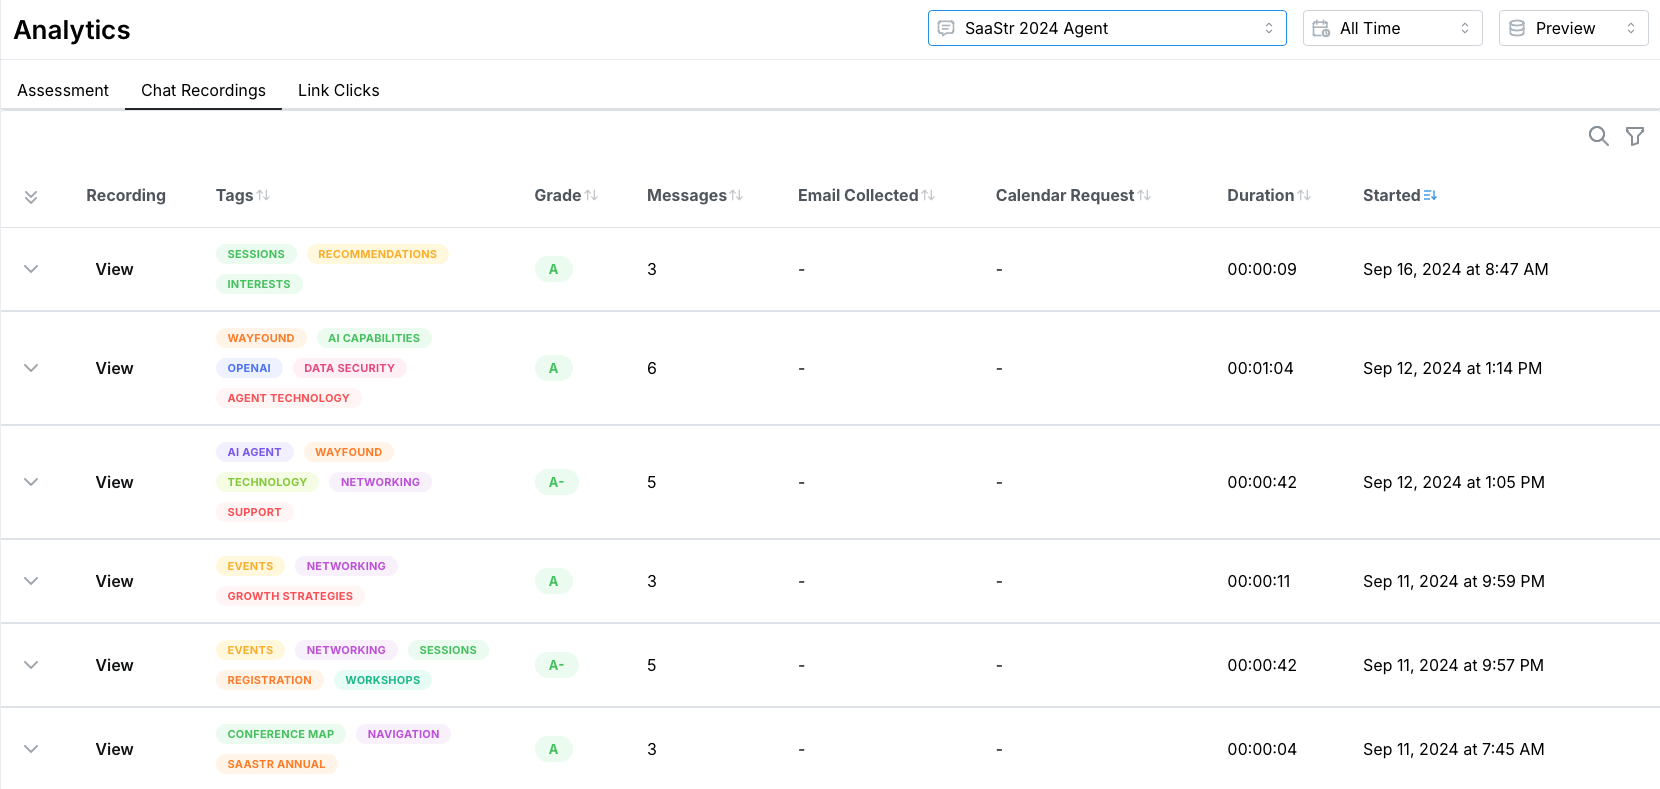 Analytics
SaaStr 2024 Agent
All Time
Preview
Assessment
Chat Recordings
Link Clicks
Recording Tags Grade Messages Email Collected Calendar Request Duration Started
SESSIONS RECOMMENDATIONS
View A 3 - - 00:00:09 Sep 16, 2024 at 8:47 AM
INTERESTS
WAYFOUND AI CAPABILITIES
View OPENAI DATA SECURITY A 6 - - 00:01:04 Sep 12, 2024 at 1:14 PM
AGENT TECHNOLOGY
AI AGENT WAYFOUND
View TECHNOLOGY NETWORKING A- 5 - - 00:00:42 Sep 12, 2024 at 1:05 PM
SUPPORT
EVENTS NETWORKING
View A 3 - - 00:00:11 Sep 11, 2024 at 9:59 PM
GROWTH STRATEGIES
EVENTS NETWORKING SESSIONS
View A- 5 - - 00:00:42 Sep 11, 2024 at 9:57 PM
REGISTRATION WORKSHOPS
CONFERENCE MAP NAVIGATION
View A 3 - - 00:00:04 Sep 11, 2024 at 7:45 AM
SAASTR ANNUAL